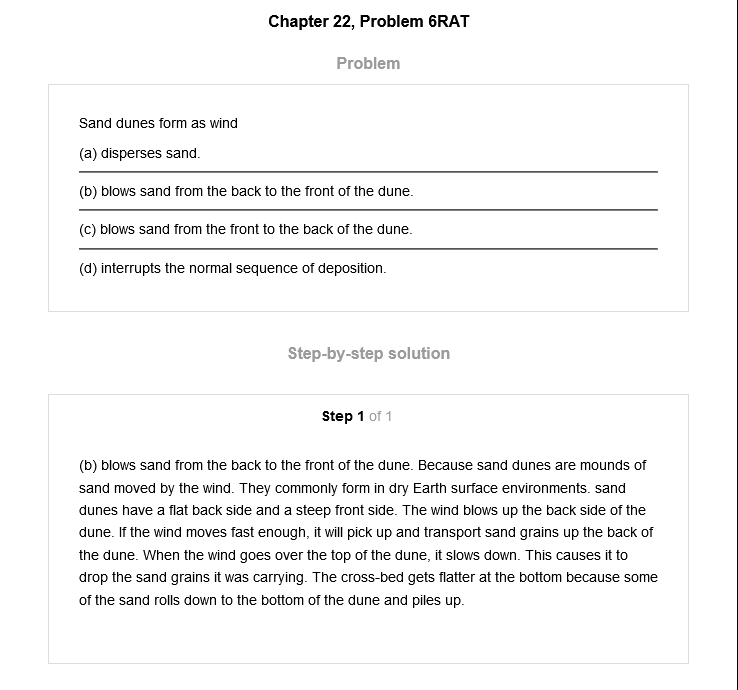 Chapter 22, Problem 6RAT
Problem
Sand dunes form as wind
(a) disperses sand.
(b) blows sand from the back to the front of the dune.
(c) blows sand from the front to the back of the dune.
(d) interrupts the normal sequence of deposition.
Step-by-step solution
Step 1 of 1
(b) blows sand from the back to the front of the dune. Because sand dunes are mounds of
sand moved by the wind. They commonly form in dry Earth surface environments. sand
dunes have a flat back side and a steep front side. The wind blows up the back side of the
dune. If the wind moves fast enough, it will pick up and transport sand grains up the back of
the dune. When the wind goes over the top of the dune, it slows down. This causes it to
drop the sand grains it was carrying. The cross-bed gets flatter at the bottom because some
of the sand rolls down to the bottom of the dune and piles up.